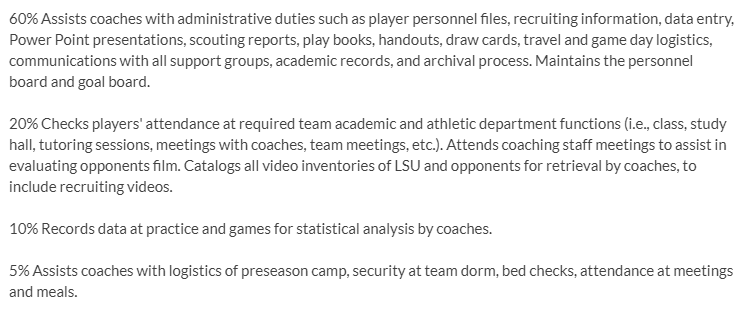 60% Assists coaches with administrative duties such as player personnel files, recruiting information, data entry,
Power Point presentations, scouting reports, play books, handouts, draw cards, travel and game day logistics,
communications with all support groups, academic records, and archival process. Maintains the personnel
board and goal board.
20% Checks players' attendance at required team academic and athletic department functions (i.e., class, study
hall, tutoring sessions, meetings with coaches, team meetings, etc.). Attends coaching staff meetings to assist in
evaluating opponents film. Catalogs all video inventories of LSU and opponents for retrieval by coaches, to
include recruiting videos.
10% Records data at practice and games for statistical analysis by coaches.
5% Assists coaches with logistics of preseason camp, security at team dorm, bed checks, attendance at meetings
and meals.